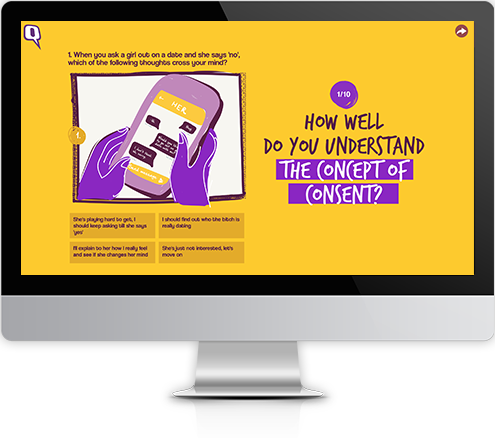 Q
1. When you ask a girl out on a date and she says 'no',
which of the following thoughts cross your mind?
1.
HER
Hi
1/10
HOW WELL
DO YOU UNDERSTAND
THE CONCEPT OF
CONSENT?
She's playing hard to get, I
should keep asking till she says
'yes'
I should find out who the bitch is
really dating
I'll explain to her how I really feel
and see if she changes her mind
She's just not interested, let's
move on